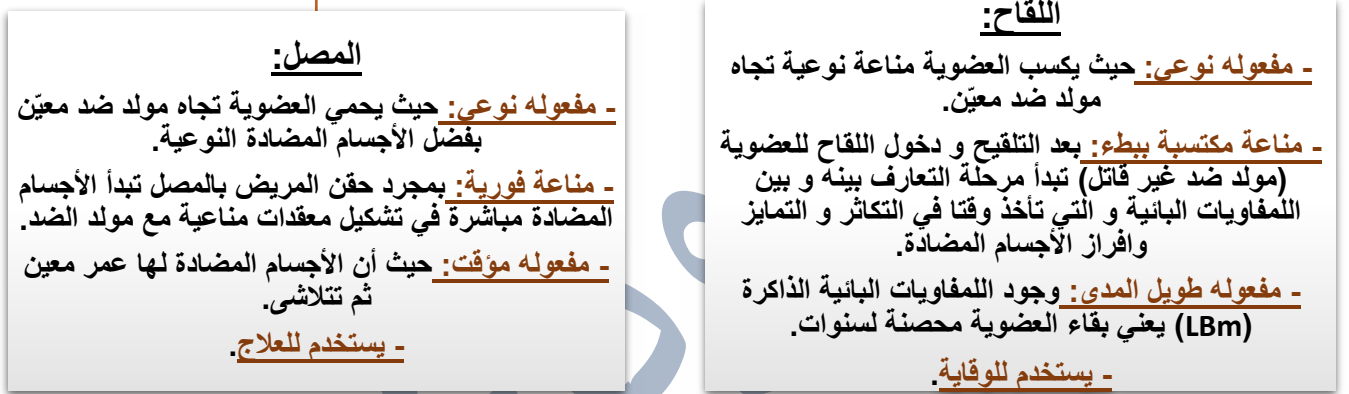 اللقاح:
- مفعوله نوعي: حيث يكسب العضوية مناعة نوعية تجاه
مولد ضد معيّن.
- مناعة مكتسبة ببطء: بعد التلقيح و دخول اللقاح للعضوية
(مولد ضد غير قاتل) تبدأ مرحلة التعارف بينه و بين
اللمفاويات البائية و التي تأخذ وقتا في التكاثر و التمايز
وافراز الأجسام المضادة.
- مفعوله طويل المدى: وجود اللمفاويات البائية الذاكرة
(LBm) يعني بقاء العضوية محصنة لسنوات.
- يستخدم للوقاية.
المصل:
- مفعوله نوعي: حيث يحمي العضوية تجاه مولد ضد معيّن
بفضل الأجسام المضادة النوعية.
- مناعة فورية: بمجرد حقن المريض بالمصل تبدأ الأجسام
المضادة مباشرة في تشكيل معقدات مناعية مع مولد الضد.
- مفعوله مؤقت: حيث أن الأجسام المضادة لها عمر معين
ثم تتلاشى.
- يستخدم للعلاج.